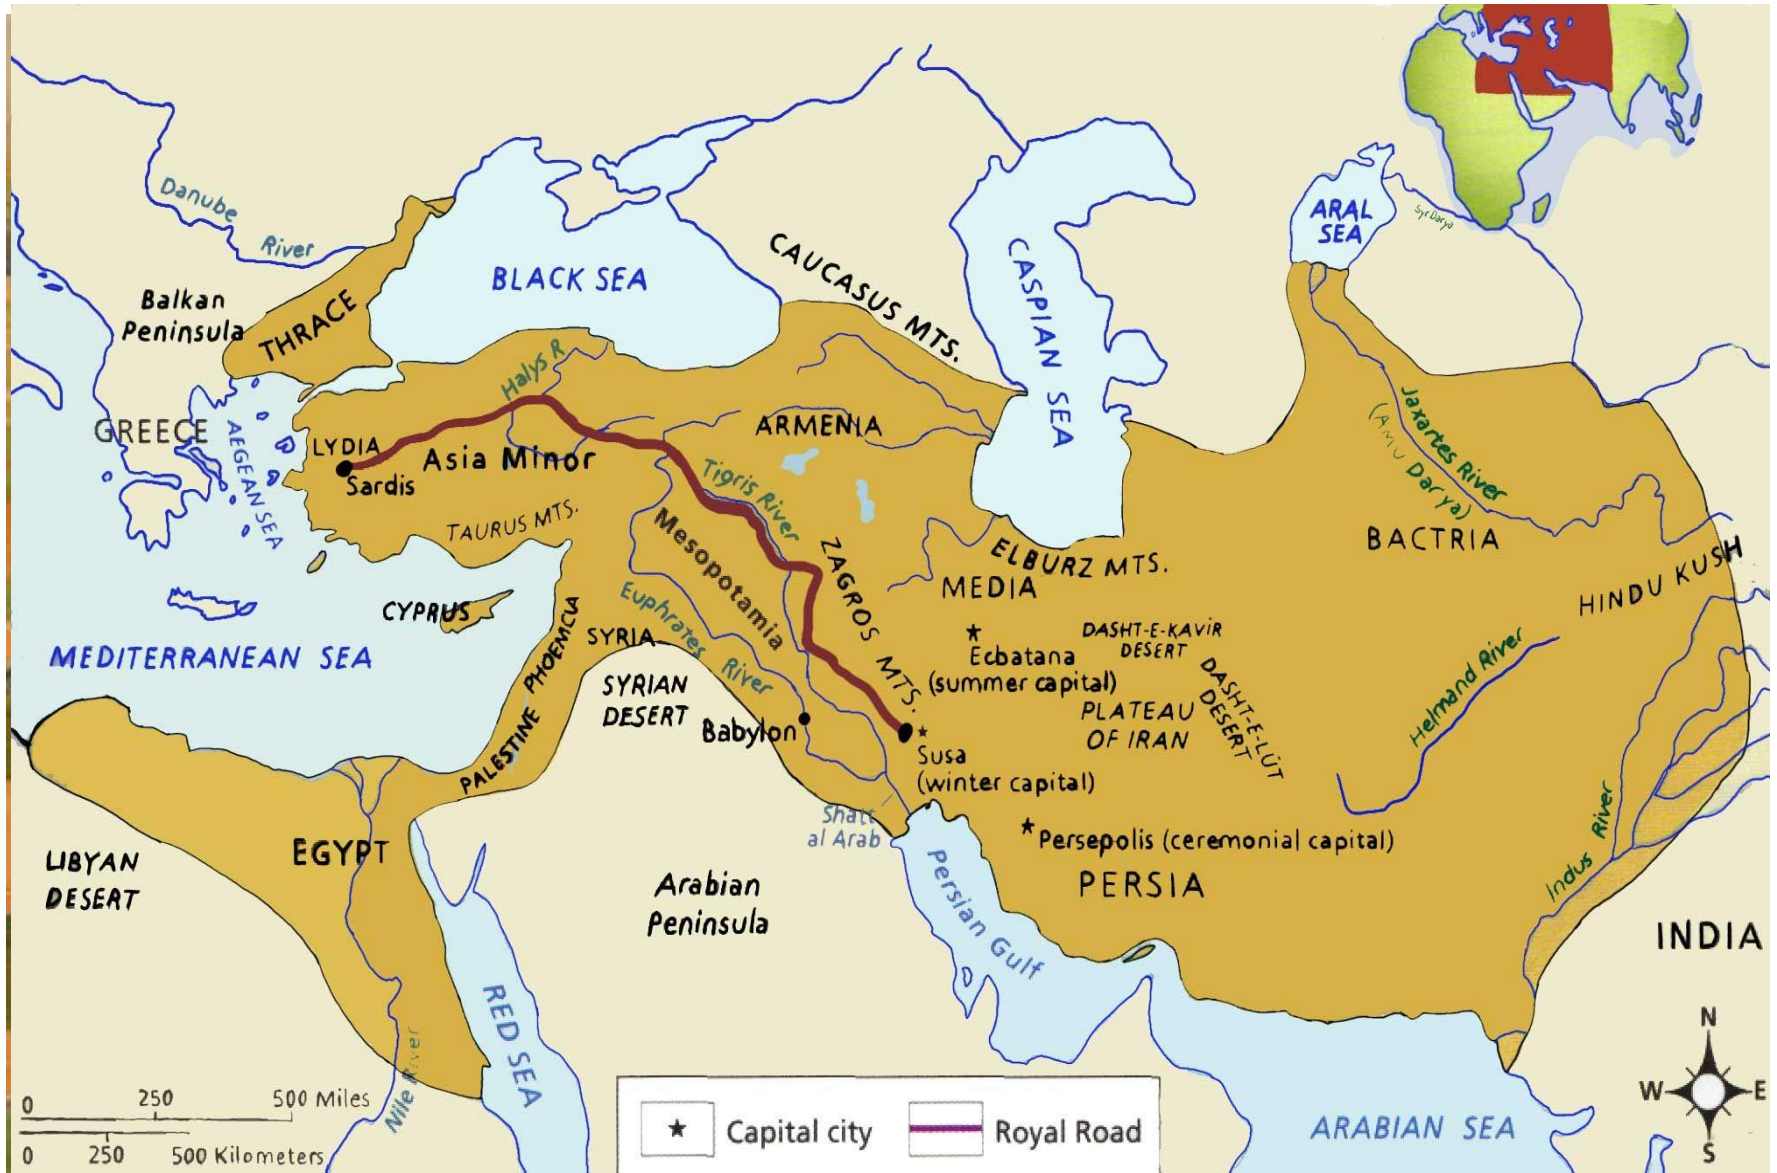 Danube
River
Balkan
Peninsula
THRACE
BLACK SEA
CAUCASUS MTS.
CASPIAN SEA
ARAL
SEA
Syr Darya
GREECE
AEGEAN SEA
LYDIA
Sardis
Halys R
Asia Minor
ARMENIA
TAURUS MTS.
Tigris River
Mesopotamia
ZAGROS MTS.
ELBURZ MTS.
MEDIA
Jaxartes River
(AMU Darya)
BACTRIA
HINDU KUSH
CYPRUS
MEDITERRANEAN SEA
PALESTINE PHOEMCIA
SYRIA
Euphrates River
SYRIAN
DESERT
Babylon
Ecbatana
(summer capital)
DASHT-E-KAVIR
DESERT
DASHT-E-LŪT
DESERT
PLATEAU
OF IRAN
Helmand River
Susa
(winter capital)
Shatt
al Arab
Persepolis (ceremonial capital)
PERSIA
Indus River
LIBYAN
DESERT
EGYPT
Arabian
Peninsula
Persian Gulf
INDIA
RED SEA
Nile River
ARABIAN SEA
0 250 500 Miles
0 250 500 Kilometers
Capital city
Royal Road
N
W E
S